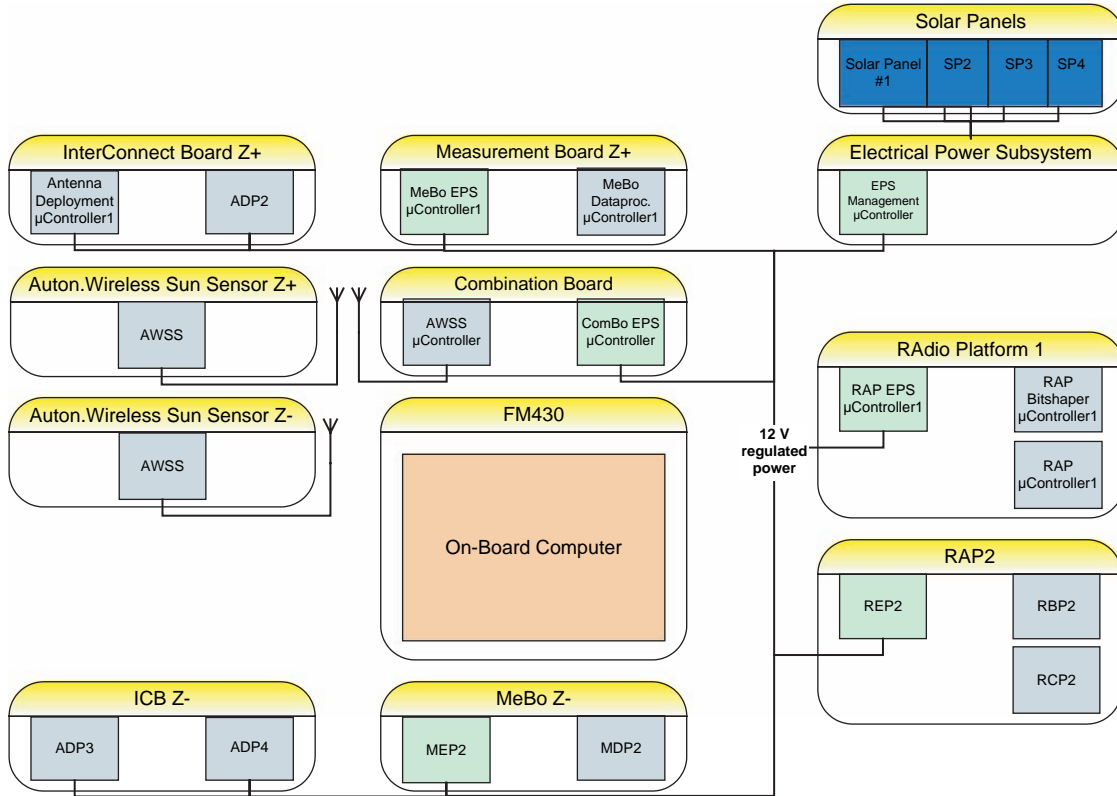 Solar Panels
Solar Panel
#1
SP2
SP3
SP4
InterConnect Board Z+
Antenna
Deployment
µController1
ADP2
Measurement Board Z+
MeBo EPS
µController1
MeBo
Dataproc.
µController1
Electrical Power Subsystem
EPS
Management
µController
Auton.Wireless Sun Sensor Z+
AWSS
Combination Board
AWSS
µController
ComBo EPS
µController
RAdio Platform 1
RAP EPS
µController1
RAP
Bitshaper
µController1
RAP
µController1
Auton.Wireless Sun Sensor Z-
AWSS
FM430
On-Board Computer
12 V
regulated
power
RAP2
REP2
RBP2
RCP2
ICB Z-
ADP3
ADP4
MeBo Z-
MEP2
MDP2